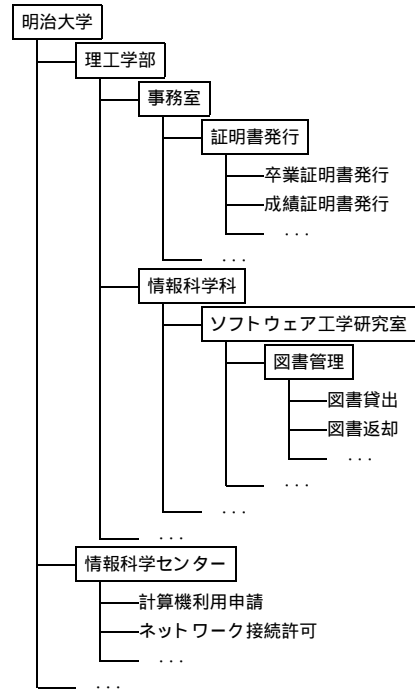 明治大学
理工学部
事務室
証明書発行
卒業証明書発行
成績証明書発行
...
...
情報科学科
ソフトウェア工学研究室
図書管理
図書貸出
図書返却
...
...
...
...
情報科学センター
計算機利用申請
ネットワーク接続許可
...
...